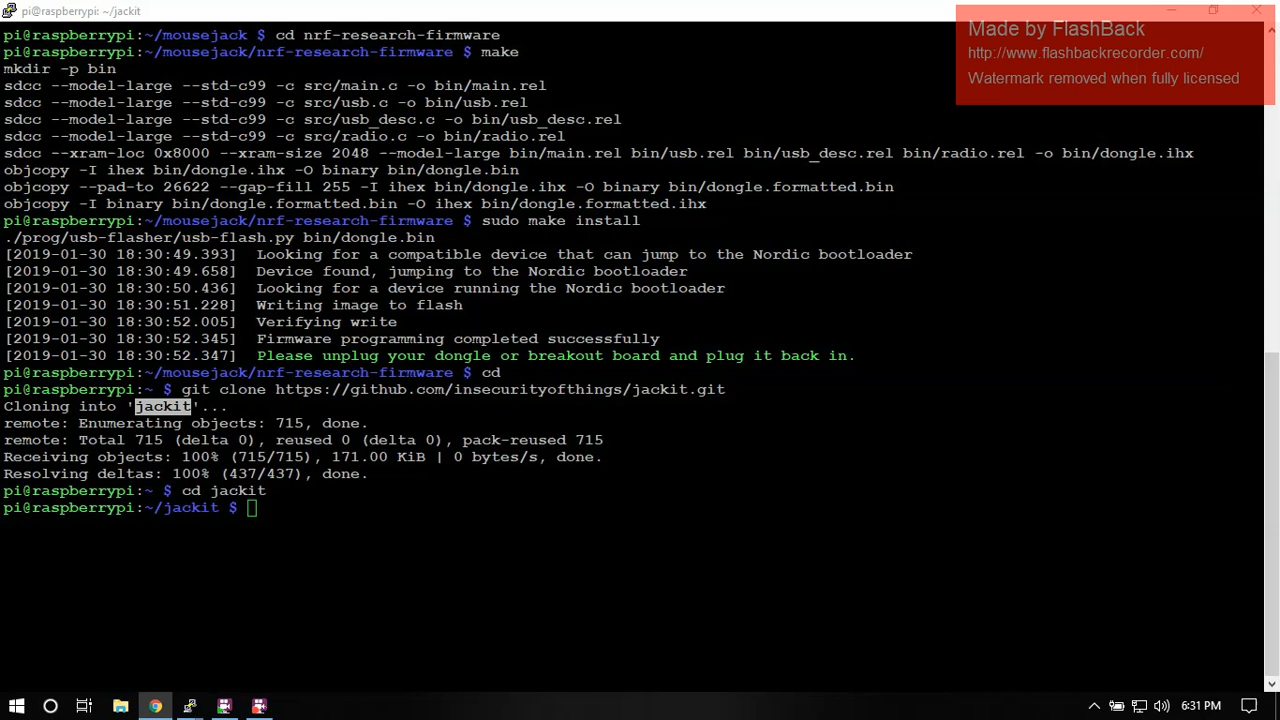 pi@raspberrypi: ~/jackit
Made by FlashBack
http://www.flashbackrecorder.com/
Watermark removed when fully licensed
pi@raspberrypi:~/mousejack $ cd nrf-research-firmware
pi@raspberrypi:~/mousejack/nrf-research-firmware $ make
mkdir -p bin
sdcc --model-large --std-c99 -c src/main.c -o bin/main.rel
sdcc --model-large --std-c99 -c src/usb.c -o bin/usb.rel
sdcc --model-large --std-c99 -c src/usb_desc.c -o bin/usb_desc.rel
sdcc --model-large --std-c99 -c src/radio.c -o bin/radio.rel
sdcc --xram-loc 0x8000 --xram-size 2048 --model-large bin/main.rel bin/usb.rel bin/usb_desc.rel bin/radio.rel -o bin/dongle.ihx
objcopy -I ihex bin/dongle.ihx -O binary bin/dongle.bin
objcopy --pad-to 26622 --gap-fill 255 -I ihex bin/dongle.ihx -O binary bin/dongle.formatted.bin
objcopy -I binary bin/dongle.formatted.bin -O ihex bin/dongle.formatted.ihx
pi@raspberrypi:~/mousejack/nrf-research-firmware $ sudo make install
./prog/usb-flasher/usb-flash.py bin/dongle.bin
[2019-01-30 18:30:49.393]  Looking for a compatible device that can jump to the Nordic bootloader
[2019-01-30 18:30:49.658]  Device found, jumping to the Nordic bootloader
[2019-01-30 18:30:50.436]  Looking for a device running the Nordic bootloader
[2019-01-30 18:30:51.228]  Writing image to flash
[2019-01-30 18:30:52.005]  Verifying write
[2019-01-30 18:30:52.345]  Firmware programming completed successfully
[2019-01-30 18:30:52.347]  Please unplug your dongle or breakout board and plug it back in.
pi@raspberrypi:~/mousejack/nrf-research-firmware $ cd
pi@raspberrypi:~ $ git clone https://github.com/insecurityofthings/jackit.git
Cloning into 'jackit'...
remote: Enumerating objects: 715, done.
remote: Total 715 (delta 0), reused 0 (delta 0), pack-reused 715
Receiving objects: 100% (715/715), 171.00 KiB | 0 bytes/s, done.
Resolving deltas: 100% (437/437), done.
pi@raspberrypi:~ $ cd jackit
pi@raspberrypi:~/jackit $
6:31 PM